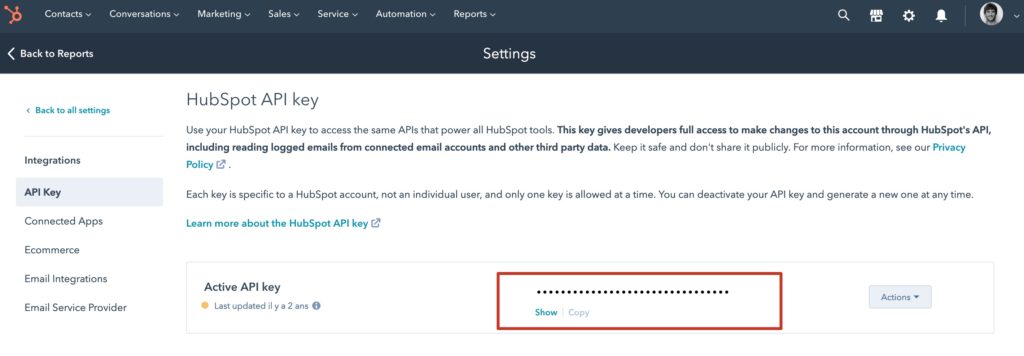 Contacts Conversations Marketing Sales Service Automation Reports
Back to Reports Settings
HubSpot API key
Back to all settings
Use your HubSpot API key to access the same APIs that power all HubSpot tools. This key gives developers full access to make changes to this account through HubSpot's API,
including reading logged emails from connected email accounts and other third party data. Keep it safe and don't share it publicly. For more information, see our Privacy
Policy .
Integrations
API Key
Each key is specific to a HubSpot account, not an individual user, and only one key is allowed at a time. You can deactivate your API key and generate a new one at any time.
Connected Apps
Learn more about the HubSpot API key
Ecommerce
Email Integrations
Email Service Provider
Active API key
Last updated il y a 2 ans
••••••••••••••••••••••••••••••••
Show | Copy
Actions